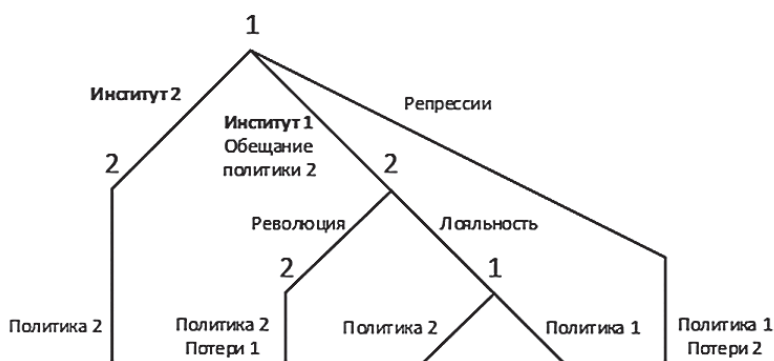 1
Институт 2
Репрессии
Институт 1
Обещание
политики 2
2
2
Революция
Лояльность
2
1
Политика 2
Политика 2
Потери 1
Политика 2
Политика 1
Политика 1
Потери 2